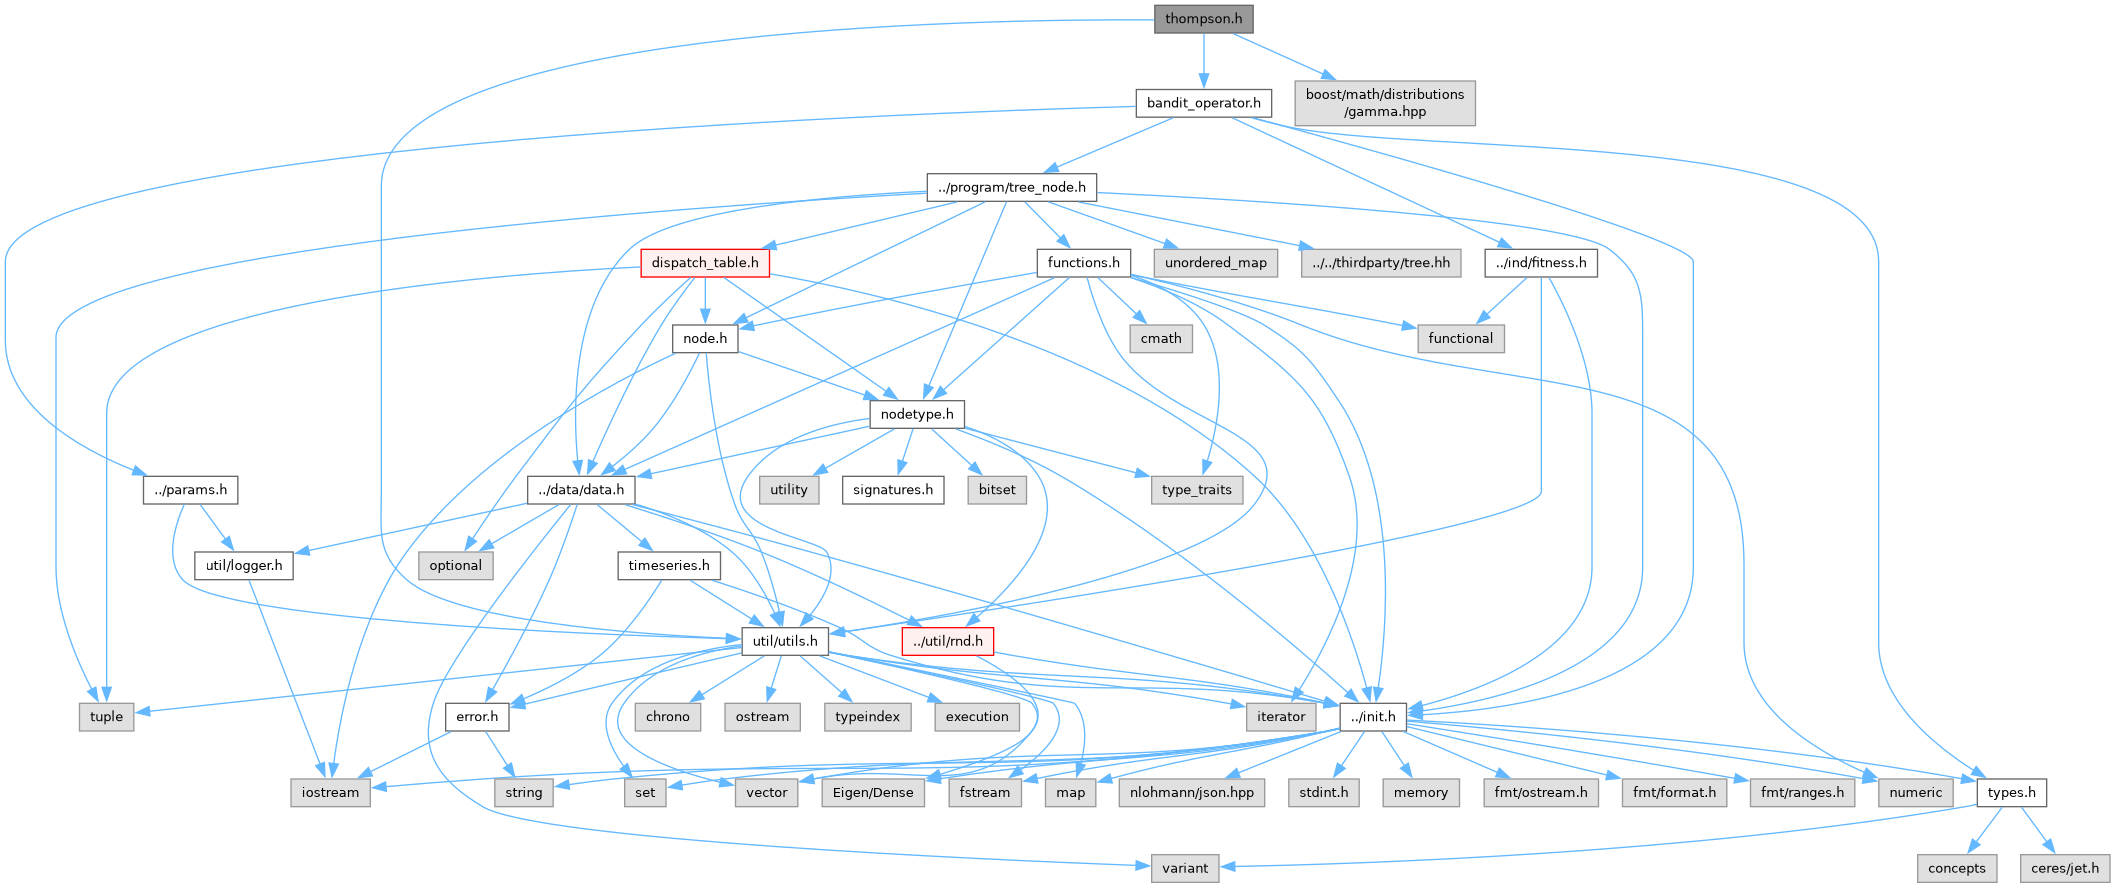 thompson.h
bandit_operator.h
boost/math/distributions
/gamma.hpp
../program/tree_node.h
dispatch_table.h
functions.h
unordered_map
../../thirdparty/tree.hh
../ind/fitness.h
node.h
cmath
functional
nodetype.h
../params.h
../data/data.h
utility
signatures.h
bitset
type_traits
util/logger.h
optional
timeseries.h
util/utils.h
../util/rnd.h
tuple
error.h
chrono
ostream
typeindex
execution
iterator
../init.h
iostream
string
set
vector
Eigen/Dense
fstream
map
nlohmann/json.hpp
stdint.h
memory
fmt/ostream.h
fmt/format.h
fmt/ranges.h
numeric
types.h
variant
concepts
ceres/jet.h